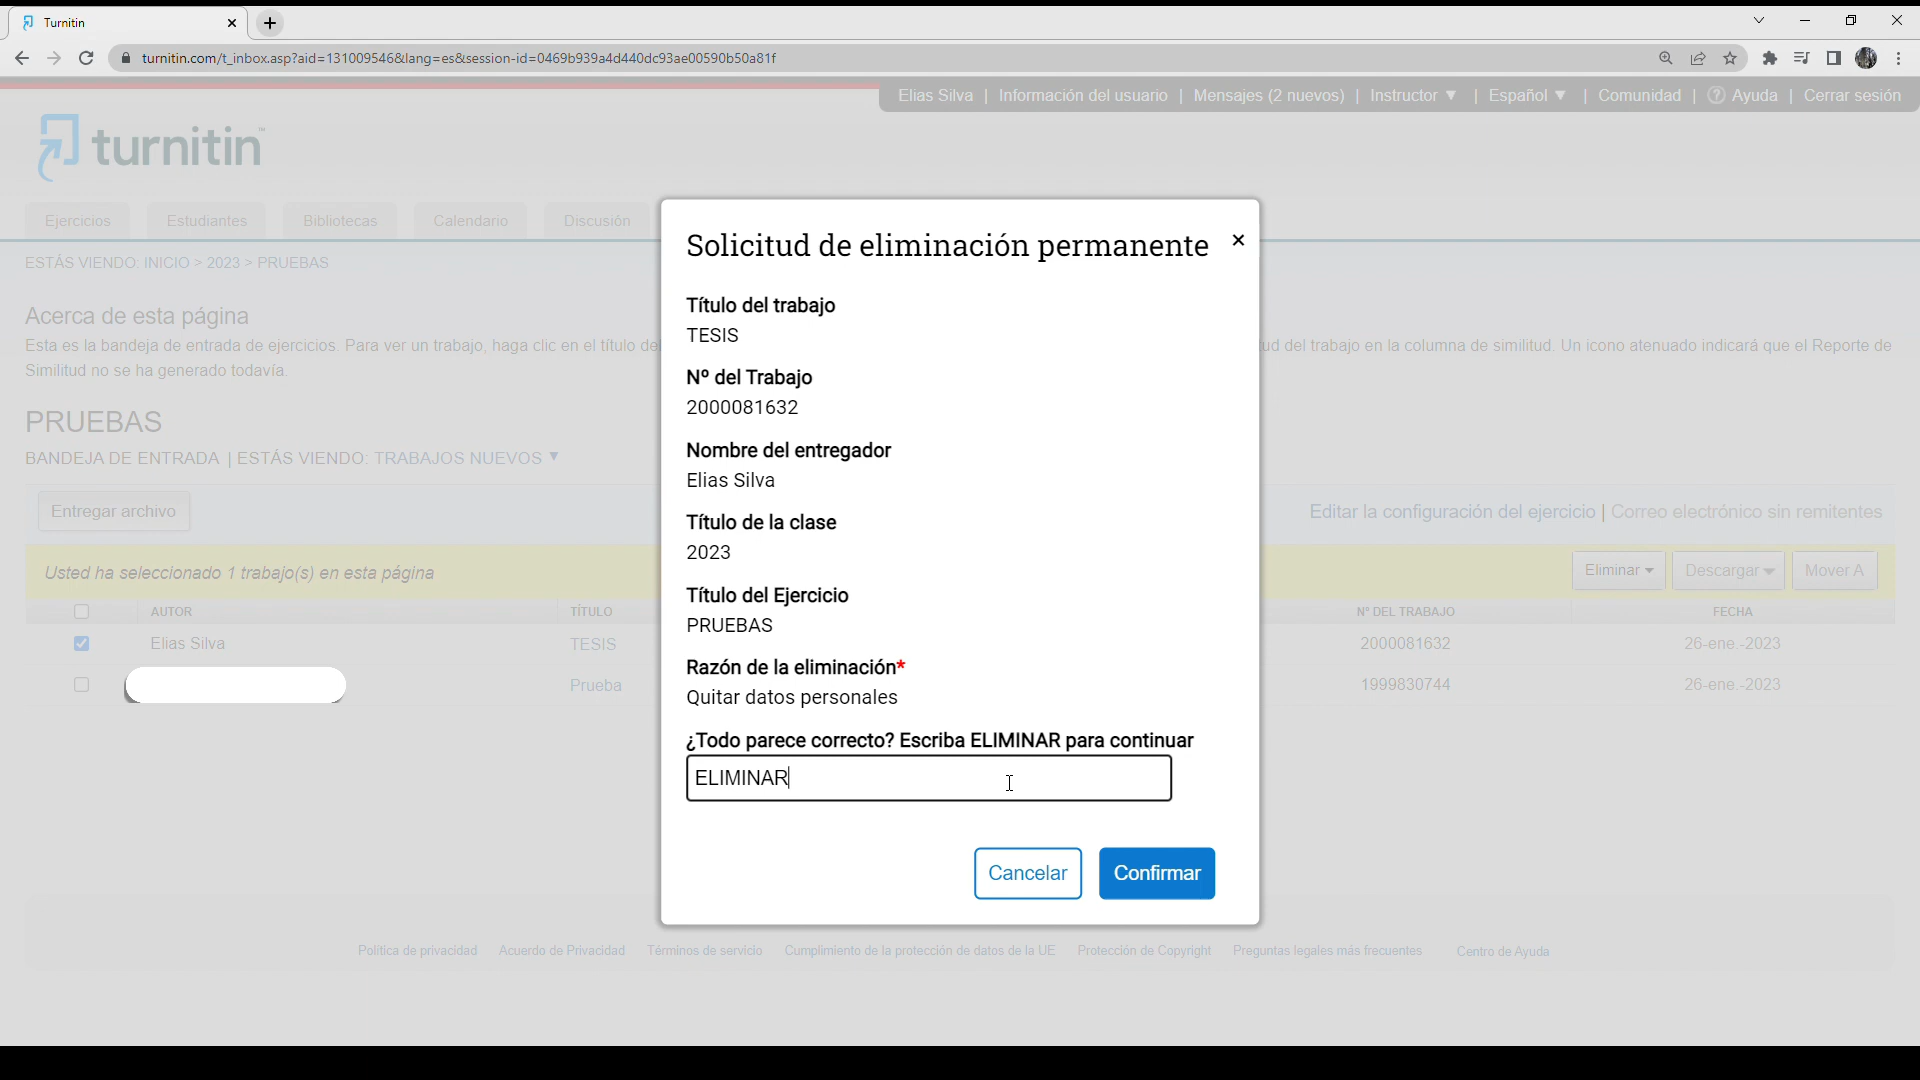 Turnitin
turnitin.com/t_inbox.asp?aid=131009546&lang=es&session-id=0469b939a4d440dc93ae00590b50a81f
Elias Silva | Información del usuario | Mensajes (2 nuevos) | Instructor ▼ | Español ▼ | Comunidad | ? Ayuda | Cerrar sesión
turnitin™
Ejercicios Estudiantes Bibliotecas Calendario Discusión
ESTÁS VIENDO: INICIO > 2023 > PRUEBAS
Acerca de esta página
Esta es la bandeja de entrada de ejercicios. Para ver un trabajo, haga clic en el título del
ud del trabajo en la columna de similitud. Un icono atenuado indicará que el Reporte de
Similitud no se ha generado todavía.
PRUEBAS
BANDEJA DE ENTRADA | ESTÁS VIENDO: TRABAJOS NUEVOS ▼
Entregar archivo
Editar la configuración del ejercicio | Correo electrónico sin remitentes
Usted ha seleccionado 1 trabajo(s) en esta página
Eliminar Descargar Mover A
AUTOR TÍTULO N° DEL TRABAJO FECHA
Elias Silva TESIS 2000081632 26-ene.-2023
Prueba 1999830744 26-ene.-2023
Solicitud de eliminación permanente ×
Título del trabajo
TESIS
Nº del Trabajo
2000081632
Nombre del entregador
Elias Silva
Título de la clase
2023
Título del Ejercicio
PRUEBAS
Razón de la eliminación*
Quitar datos personales
¿Todo parece correcto? Escriba ELIMINAR para continuar
ELIMINAR
Cancelar Confirmar
Política de privacidad Acuerdo de Privacidad Términos de servicio Cumplimiento de la protección de datos de la UE Protección de Copyright Preguntas legales más frecuentes Centro de Ayuda